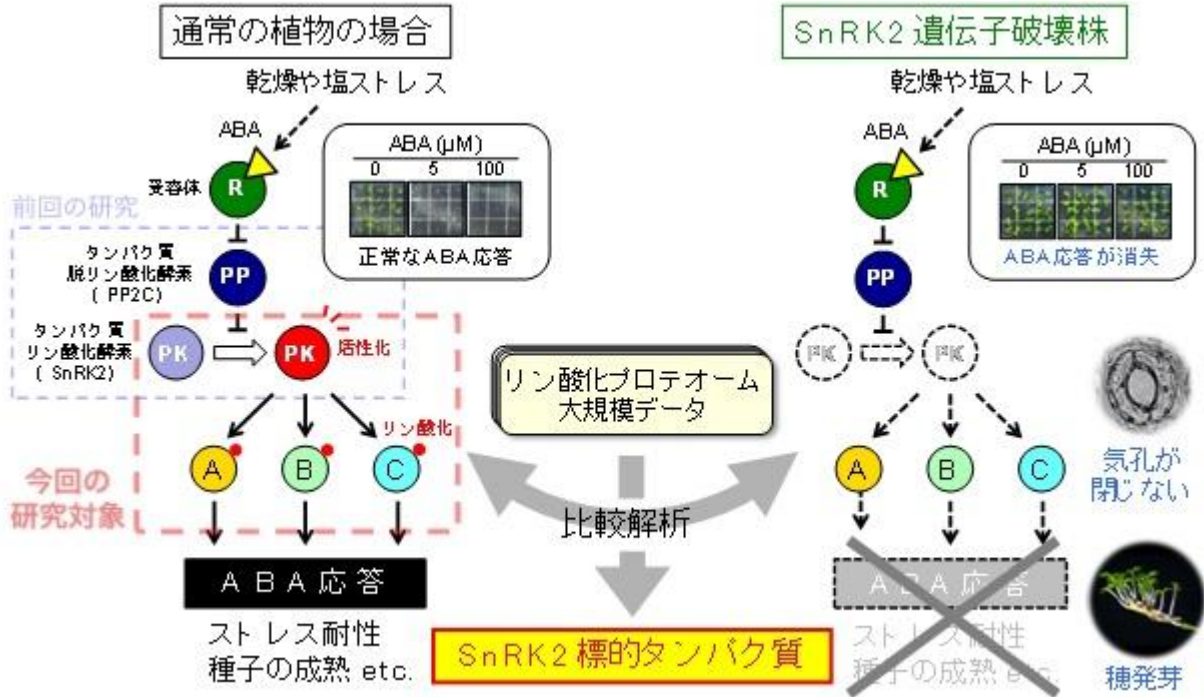 通常の植物の場合
乾燥や塩ストレス
ABA
R
受容体
ABA(μM)
0 5 100
正常なABA応答
前回の研究
タンパク質
脱リン酸化酵素
( PP2C)
PP
タンパク質
リン酸化酵素
( SnRK2)
PK
PK
活性化
リン酸化
A
B
C
今回の
研究対象
ABA応答
ストレス耐性
種子の成熟 etc.
リン酸化プロテオーム
大規模データ
比較解析
SnRK2標的タンパク質
SnRK2遺伝子破壊株
乾燥や塩ストレス
ABA
R
ABA(μM)
0 5 100
ABA応答が消失
PP
PK
PK
A
B
C
気孔が
閉じない
ABA応答
ストレス耐性
種子の成熟 etc.
穂発芽